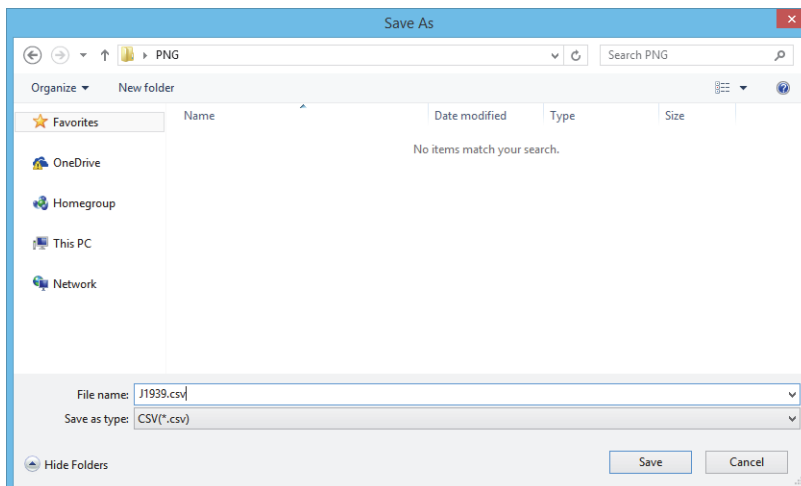 Save As
PNG
Search PNG
Organize
New folder
Name
Date modified
Type
Size
Favorites
No items match your search.
OneDrive
Homegroup
This PC
Network
File name: J1939.csv
Save as type: CSV(*.csv)
Hide Folders
Save
Cancel